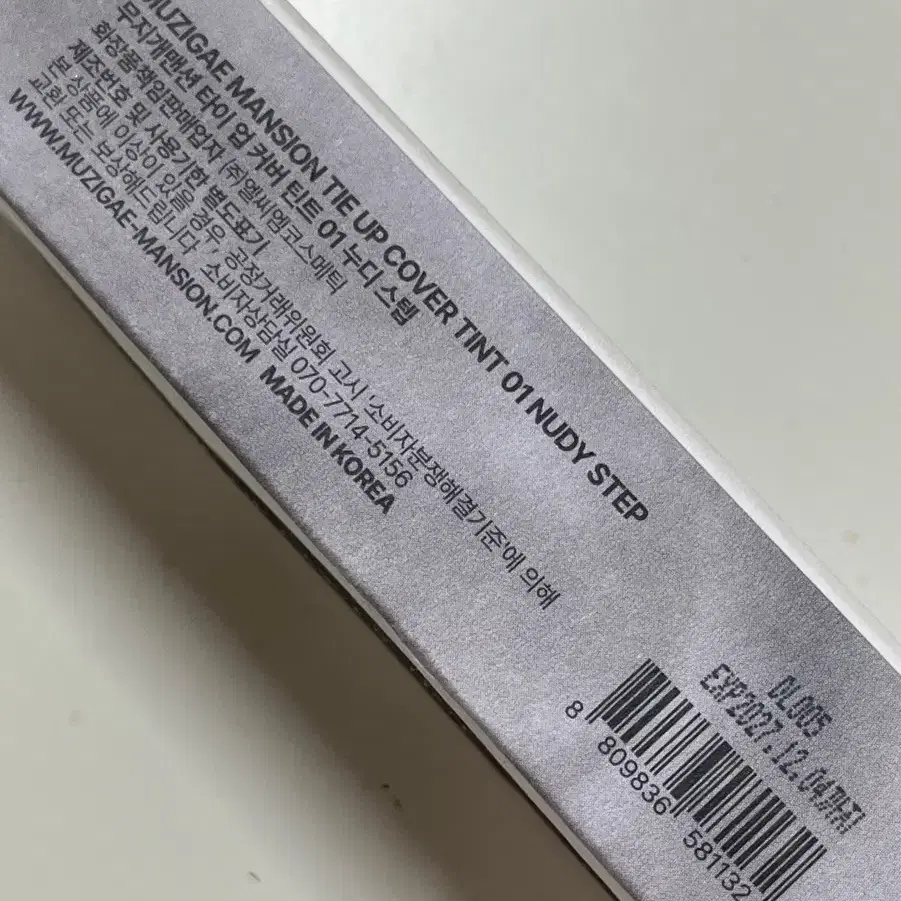 MUZIGAE MANSION TIE UP COVER TINT 01 NUDY STEP
무지개맨션 타이 업 커버 틴트 01 누디 스텝
화장품책임판매업자 (주)엘씨엠코스메틱
제조번호 및 사용기한 별도표기
본 상품에 이상이 있을 경우, 공정거래위원회 고시 '소비자분쟁해결기준'에 의해
교환 또는 보상해드립니다 소비자상담실 070-7714-5156
WWW.MUZIGAE-MANSION.COM MADE IN KOREA
DL005
EXP2027.12.04까지
8 809836 581132